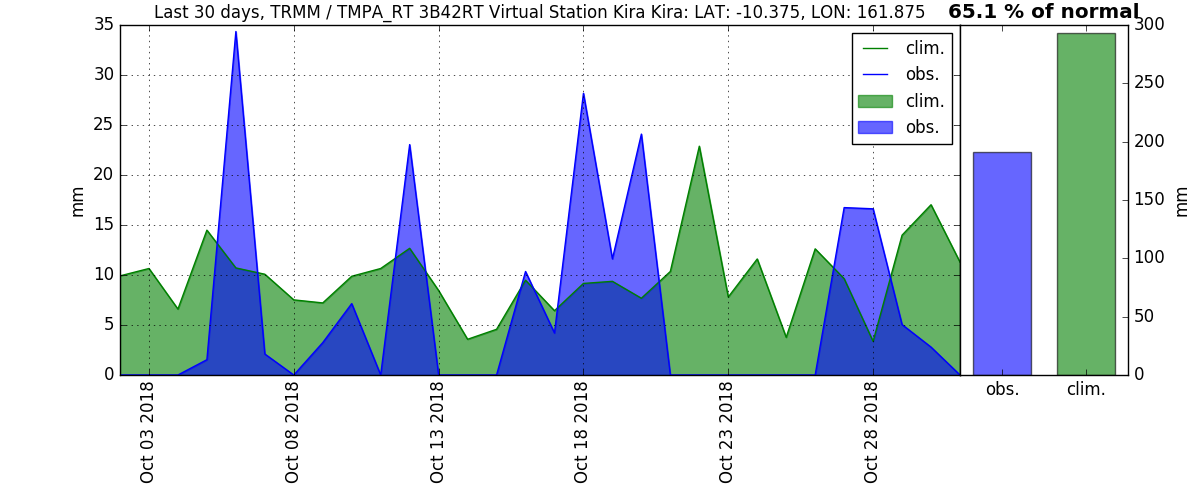 Last 30 days, TRMM / TMPA_RT 3B42RT Virtual Station Kira Kira: LAT: -10.375, LON: 161.875
65.1 % of normal
35
30
25
20
15
10
5
0
mm
clim.
obs.
clim.
obs.
Oct 03 2018
Oct 08 2018
Oct 13 2018
Oct 18 2018
Oct 23 2018
Oct 28 2018
300
250
200
150
100
50
0
mm
obs.
clim.